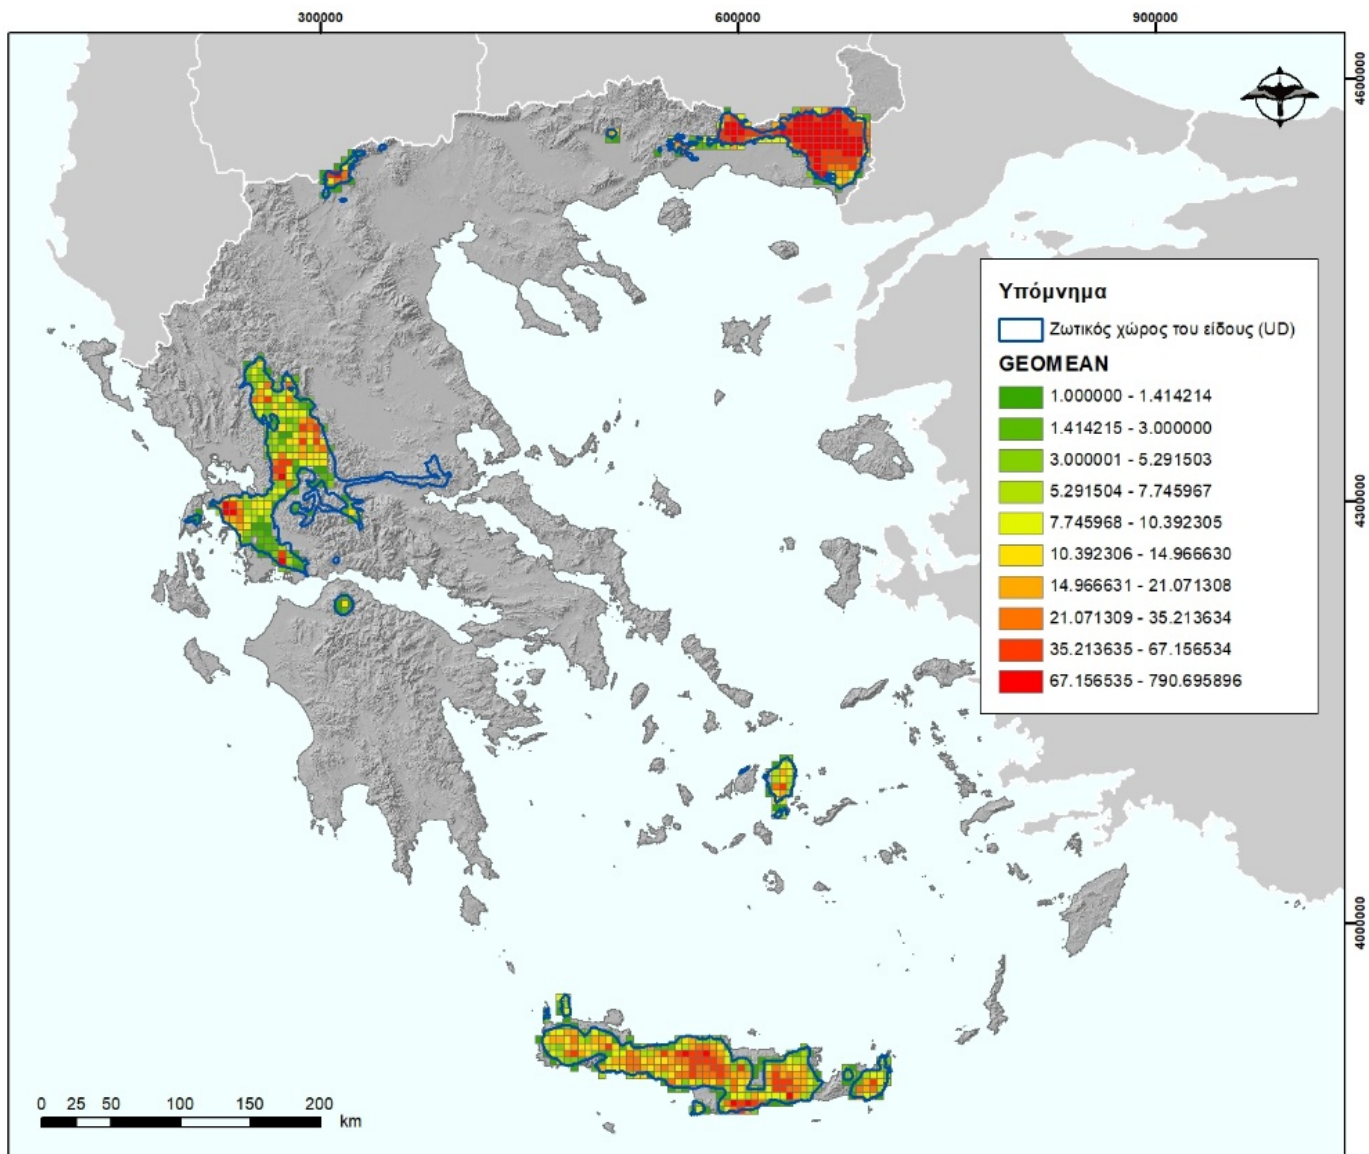 300000
600000
900000
4600000
4300000
4000000
Υπόμνημα
Ζωτικός χώρος του είδους (UD)
GEOMEAN
1.000000 - 1.414214
1.414215 - 3.000000
3.000001 - 5.291503
5.291504 - 7.745967
7.745968 - 10.392305
10.392306 - 14.966630
14.966631 - 21.071308
21.071309 - 35.213634
35.213635 - 67.156534
67.156535 - 790.695896
0 25 50 100 150 200
km